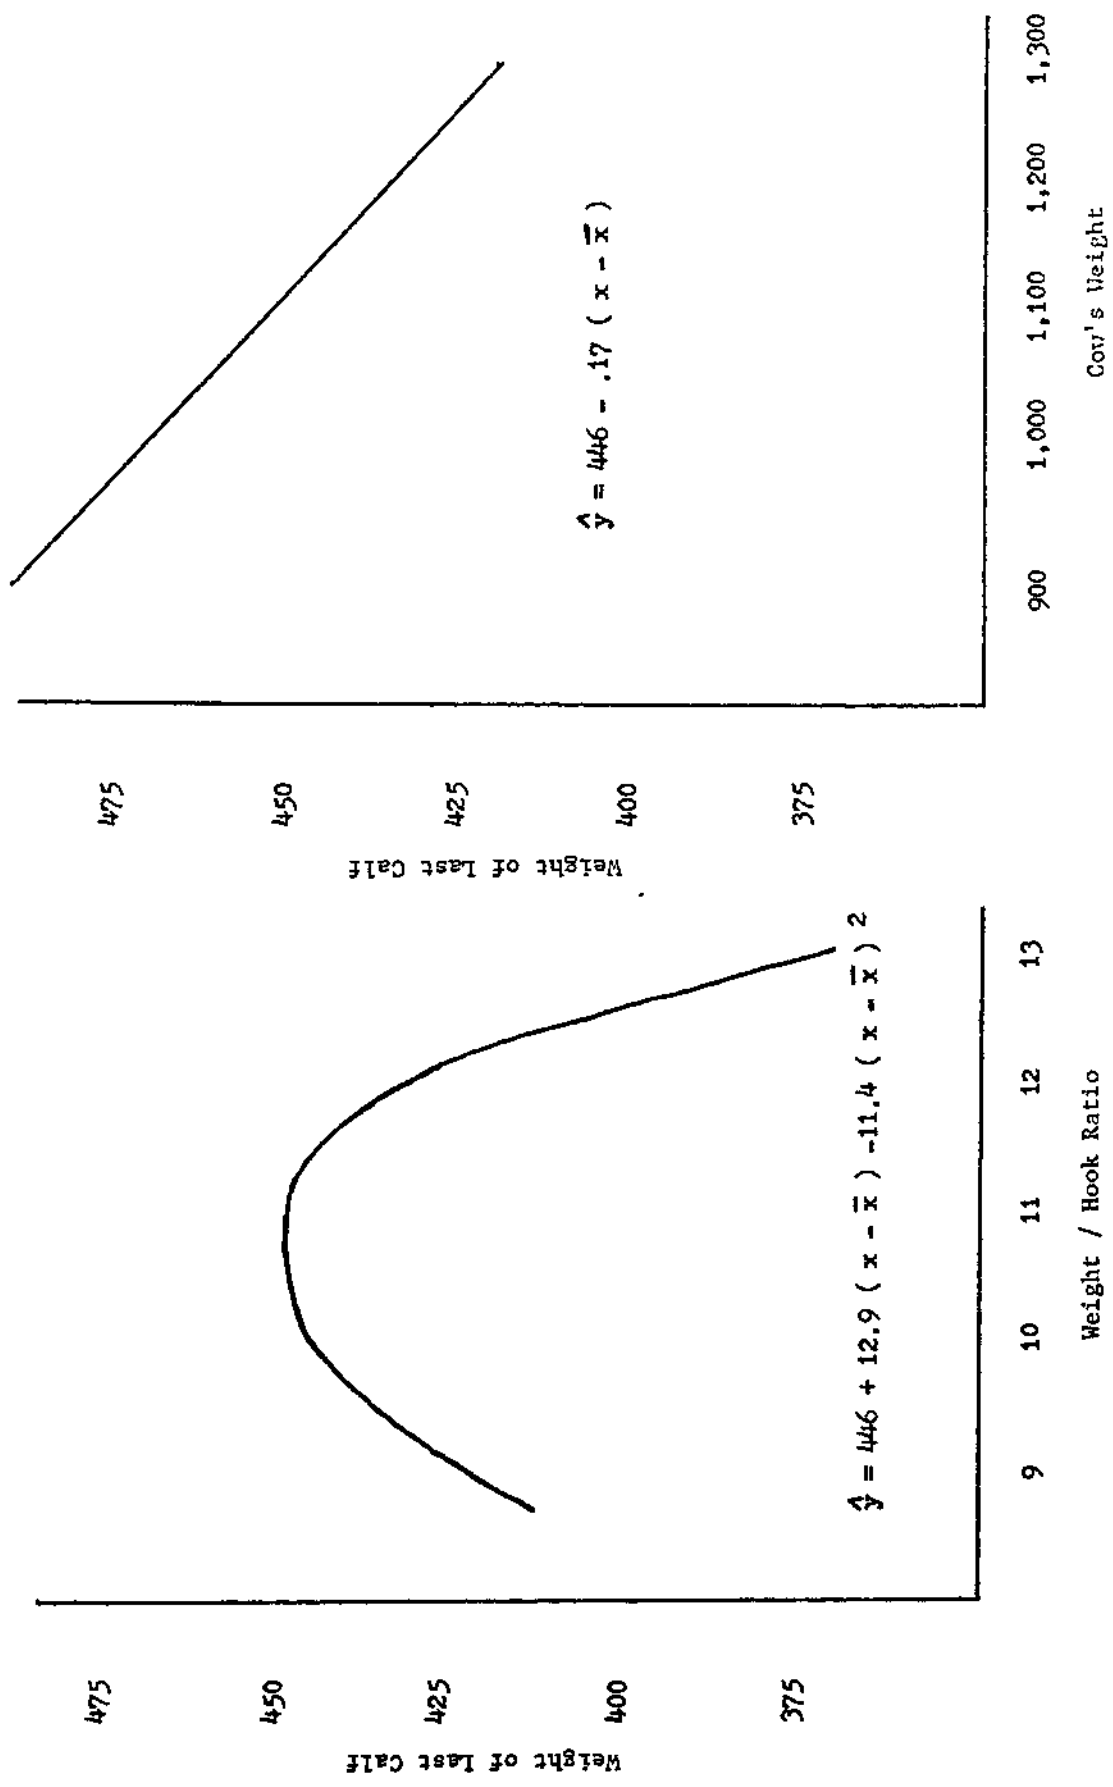 475
450
425
400
375
Weight of Last Calf
ŷ = 446 + 12.9 ( x - x̄ ) -11.4 ( x - x̄ ) 2
9 10 11 12 13
Weight / Hook Ratio
475
450
425
400
375
Weight of Last Calf
ŷ = 446 - .17 ( x - x̄ )
900 1,000 1,100 1,200 1,300
Cow's Weight